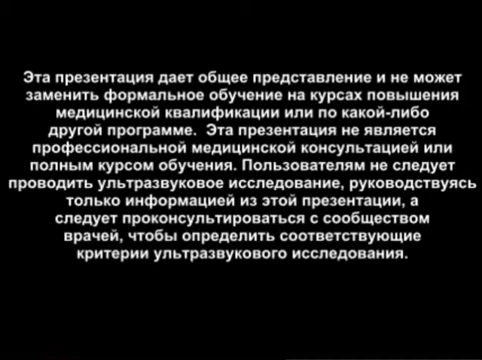 Эта презентация дает общее представление и не может
заменить формальное обучение на курсах повышения
медицинской квалификации или по какой-либо
другой программе. Эта презентация не является
профессиональной медицинской консультацией или
полным курсом обучения. Пользователям не следует
проводить ультразвуковое исследование, руководствуясь
только информацией из этой презентации, а
следует проконсультироваться с сообществом
врачей, чтобы определить соответствующие
критерии ультразвукового исследования.